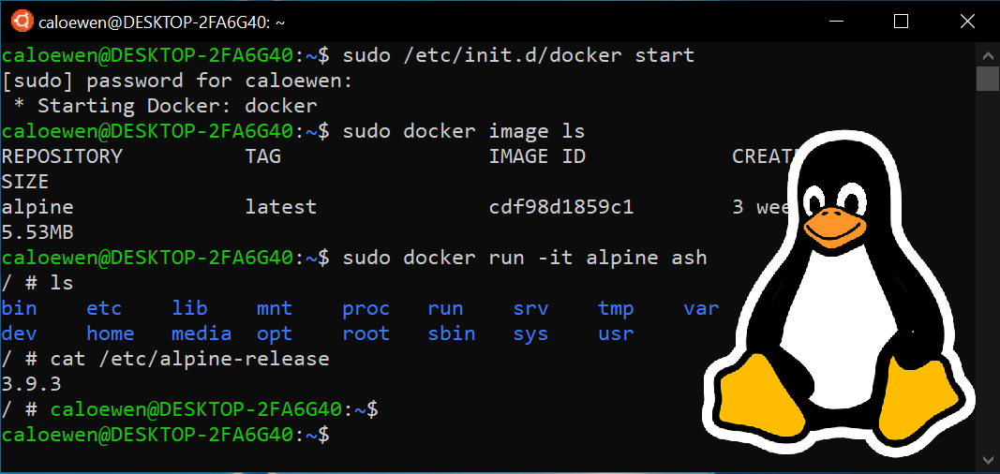 caloewen@DESKTOP-2FA6G40: ~
caloewen@DESKTOP-2FA6G40:~$ sudo /etc/init.d/docker start
[sudo] password for caloewen:
 * Starting Docker: docker
caloewen@DESKTOP-2FA6G40:~$ sudo docker image ls
REPOSITORY          TAG                 IMAGE ID            CREAT
SIZE
alpine              latest              cdf98d1859c1        3 wee
5.53MB
caloewen@DESKTOP-2FA6G40:~$ sudo docker run -it alpine ash
/ # ls
bin    etc    lib    mnt    proc   run    srv    tmp    var
dev    home   media  opt    root   sbin   sys    usr
/ # cat /etc/alpine-release
3.9.3
/ # caloewen@DESKTOP-2FA6G40:~$
caloewen@DESKTOP-2FA6G40:~$